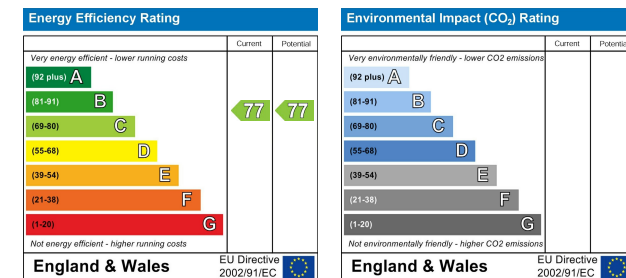 Energy Efficiency Rating
Current Potential
Very energy efficient - lower running costs
(92 plus) A
(81-91) B
(69-80) C
(55-68) D
(39-54) E
(21-38) F
(1-20) G
77 77
Not energy efficient - higher running costs
England & Wales
EU Directive
2002/91/EC
Environmental Impact (CO₂) Rating
Current Potential
Very environmentally friendly - lower CO2 emissions
(92 plus) A
(81-91) B
(69-80) C
(55-68) D
(39-54) E
(21-38) F
(1-20) G
Not environmentally friendly - higher CO2 emissions
England & Wales
EU Directive
2002/91/EC